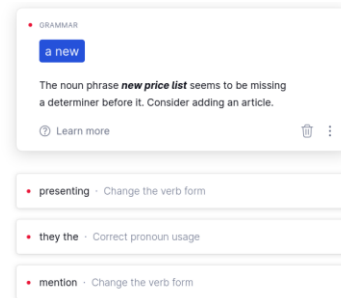 GRAMMAR
a new
The noun phrase new price list seems to be missing
a determiner before it. Consider adding an article.
Learn more
presenting · Change the verb form
they the · Correct pronoun usage
mention · Change the verb form